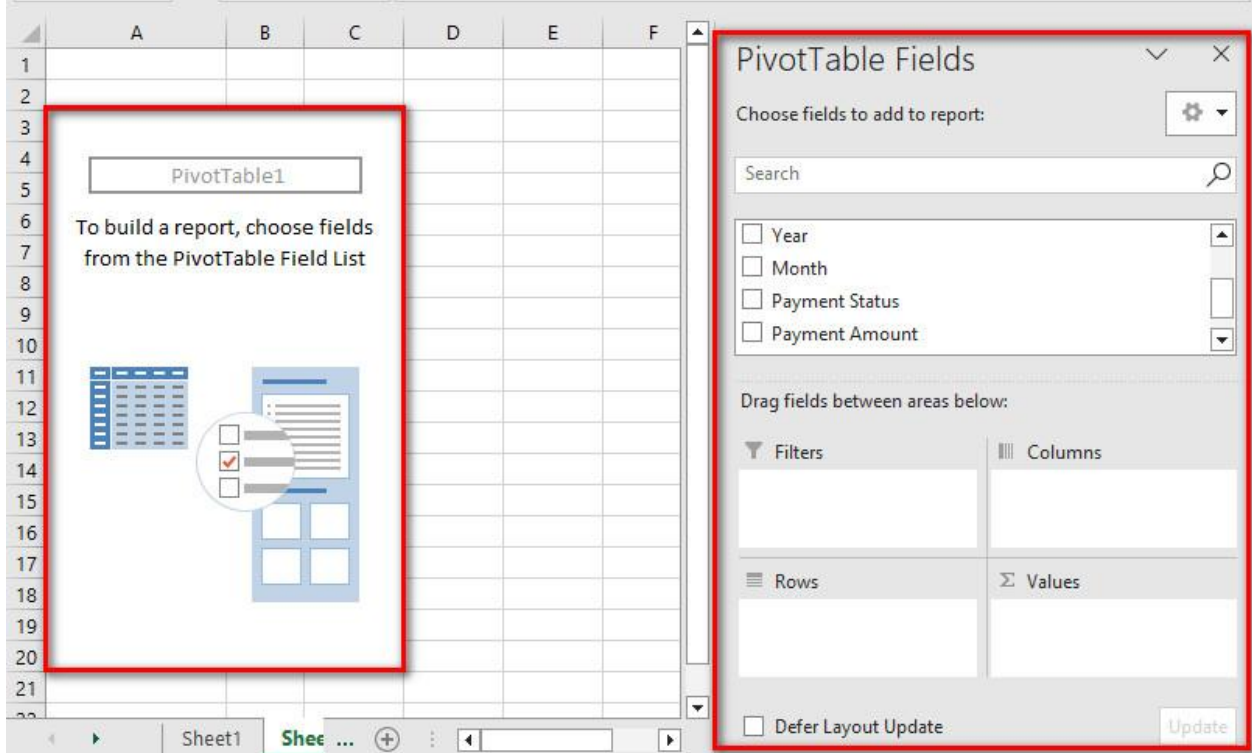 A B C D E F
1
2
3
4
5
6
7
8
9
10
11
12
13
14
15
16
17
18
19
20
21
PivotTable1
To build a report, choose fields
from the PivotTable Field List
Sheet1 Shee ...
PivotTable Fields
Choose fields to add to report:
Search
Year
Month
Payment Status
Payment Amount
Drag fields between areas below:
Filters
Columns
Rows
Σ Values
Defer Layout Update
Update